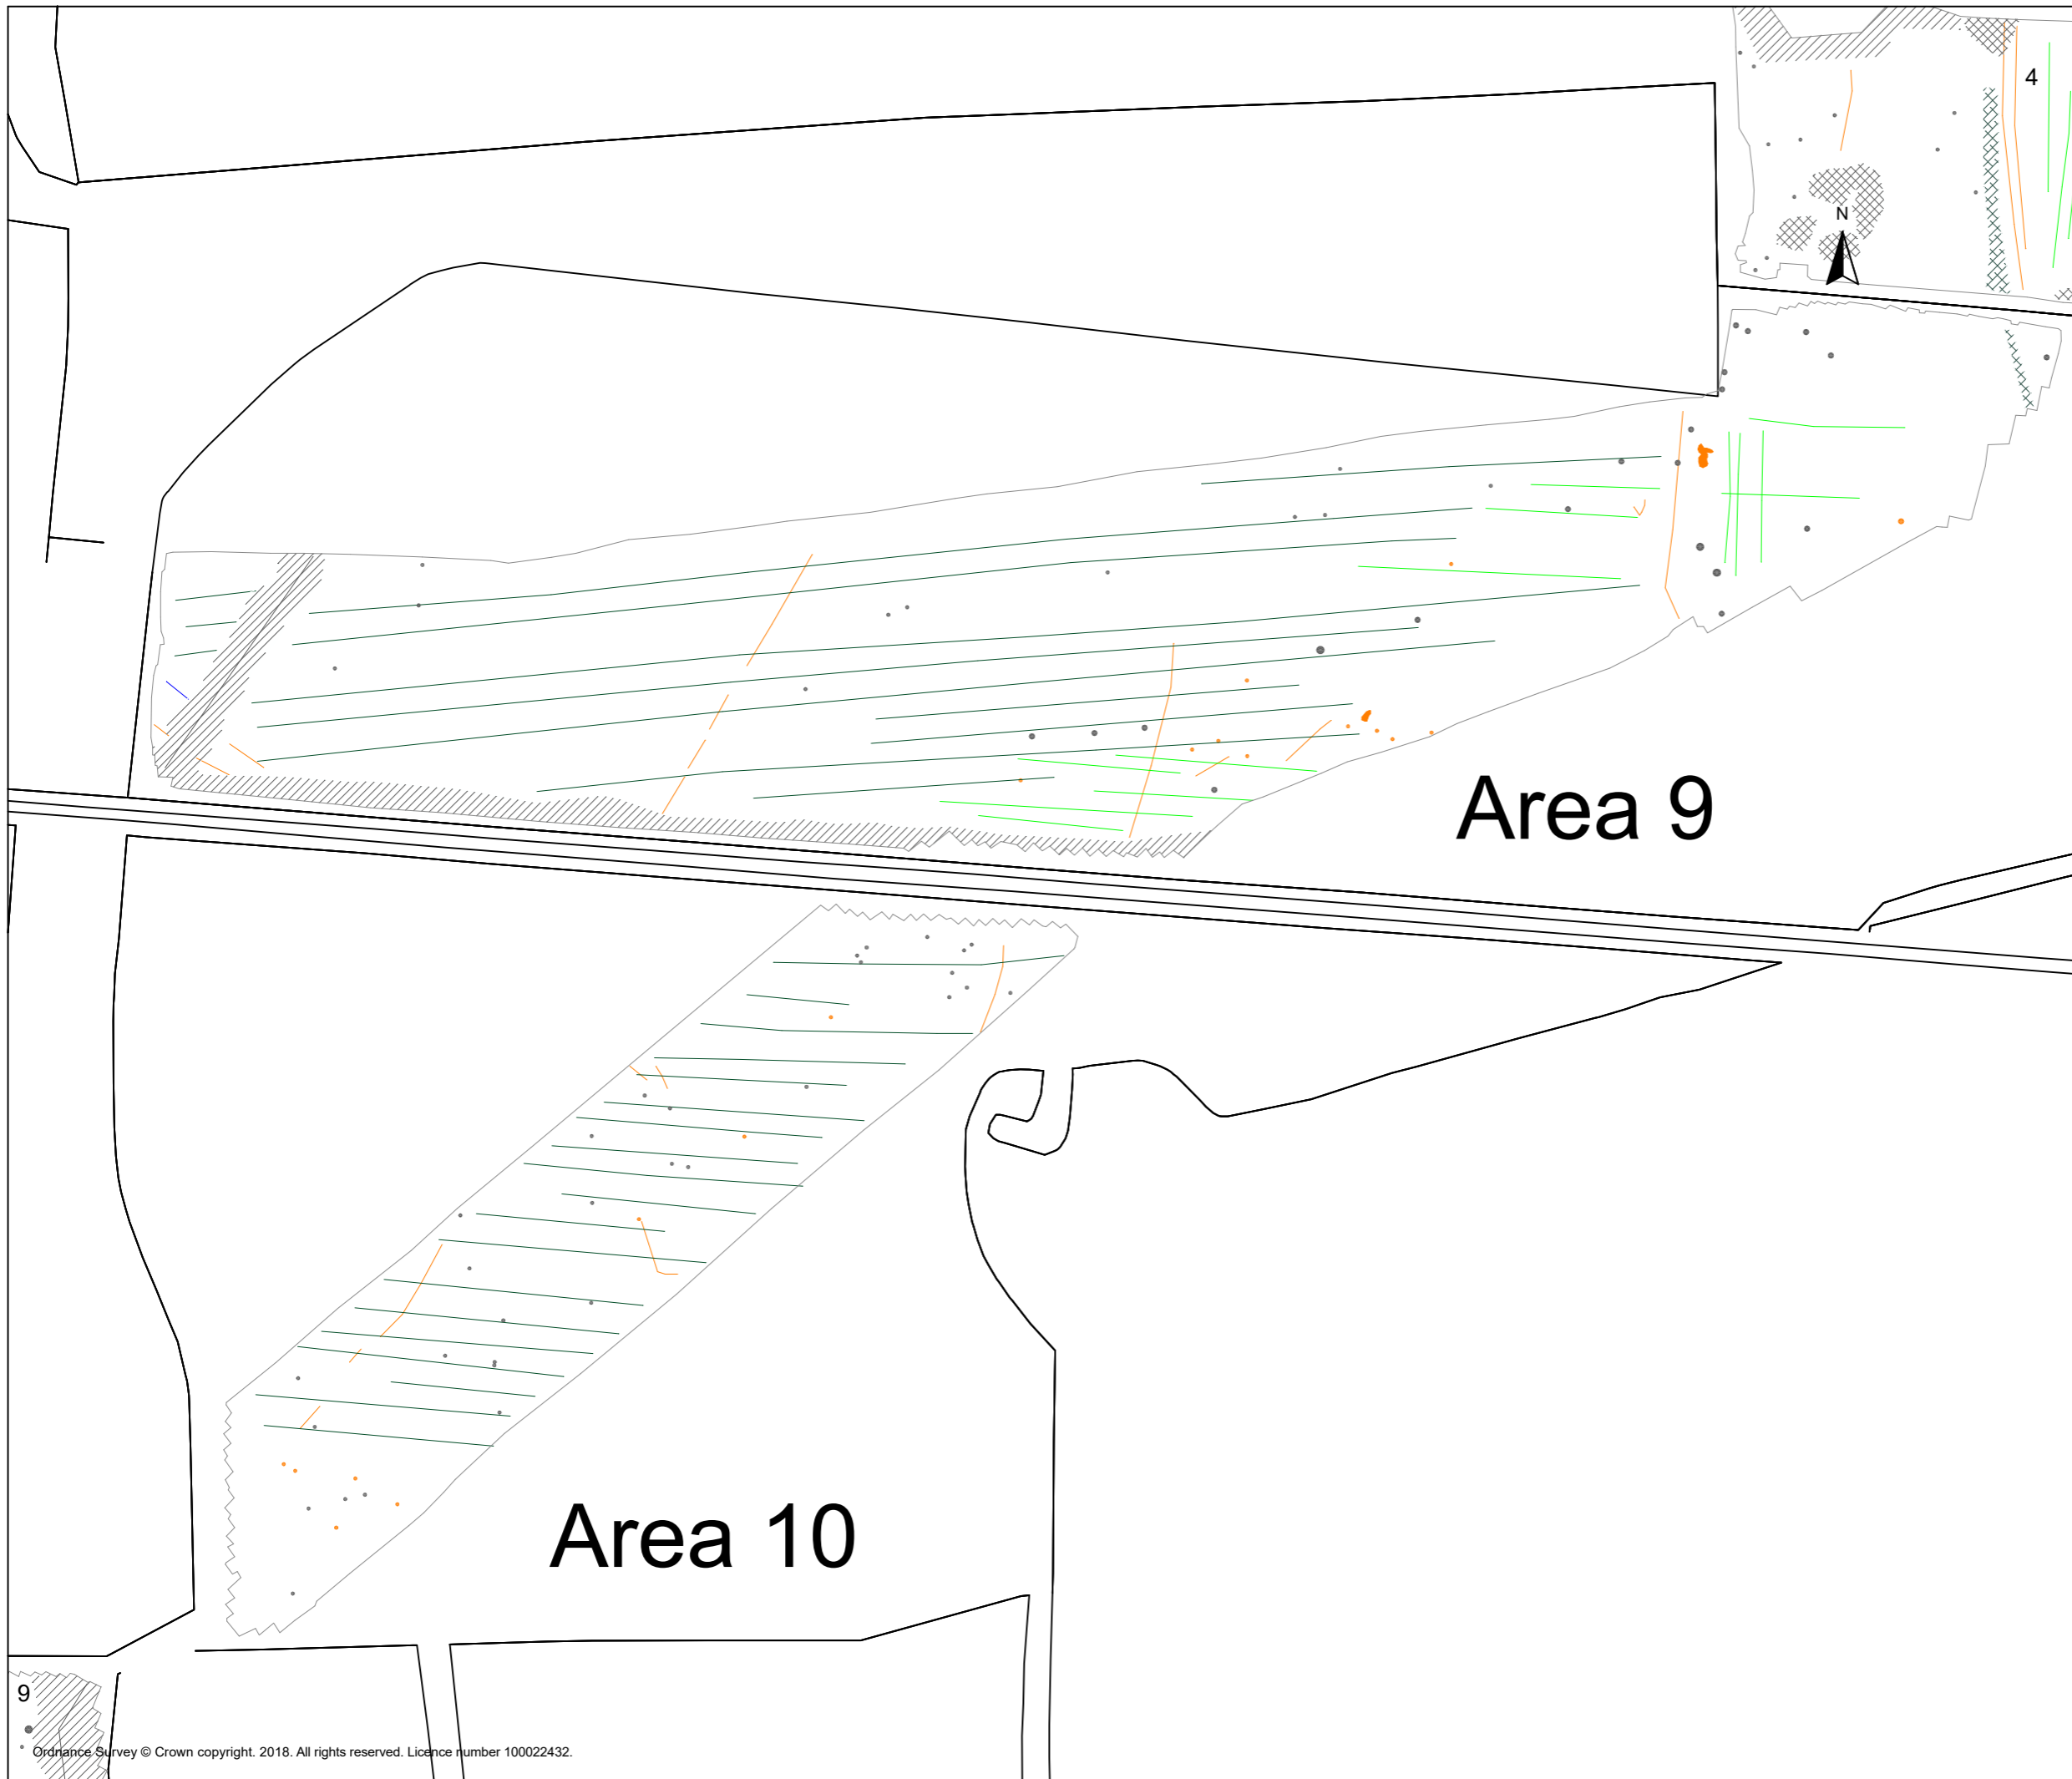 4
N
Area 9
Area 10
9
Ordnance Survey © Crown copyright. 2018. All rights reserved. Licence number 100022432.